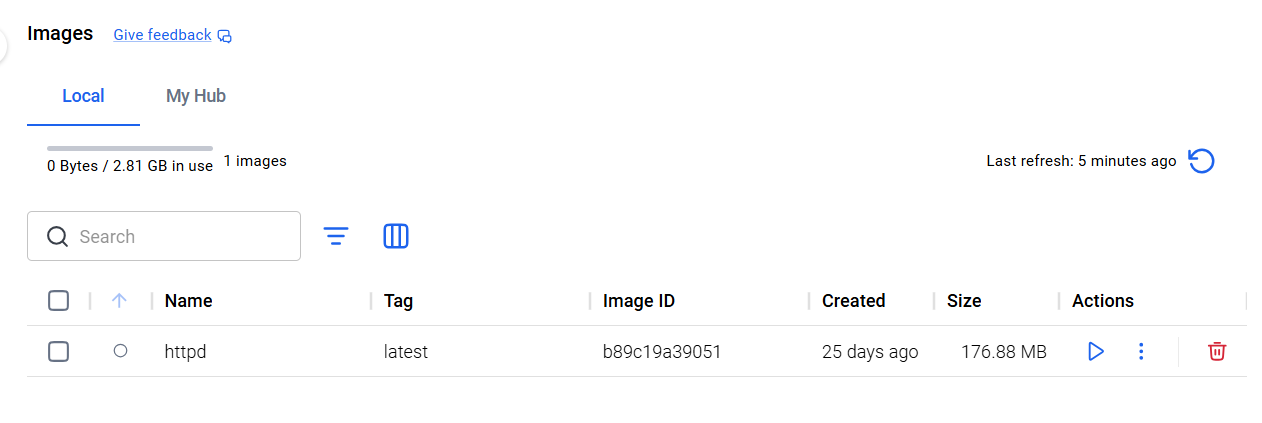 Images Give feedback
Local My Hub
0 Bytes / 2.81 GB in use 1 images Last refresh: 5 minutes ago
Search
Name Tag Image ID Created Size Actions
httpd latest b89c19a39051 25 days ago 176.88 MB